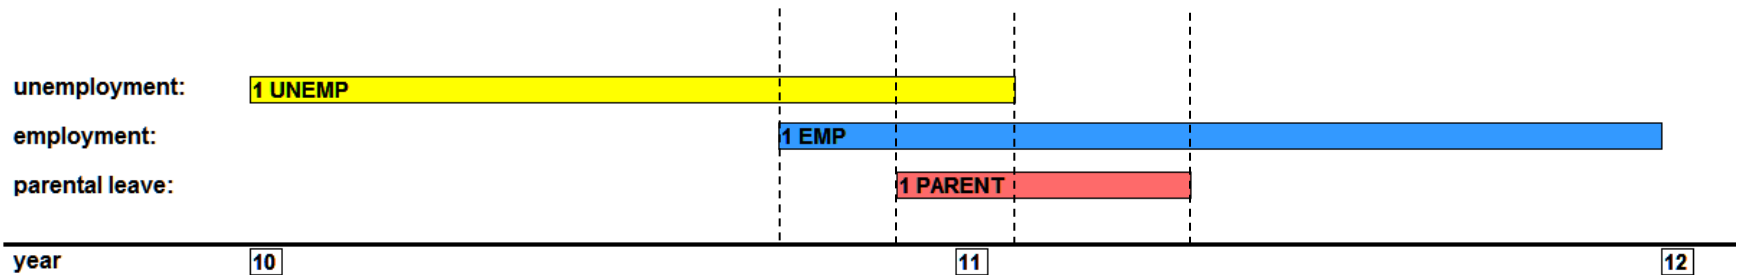 unemployment: 1 UNEMP
employment: 1 EMP
parental leave: 1 PARENT
year 10 11 12